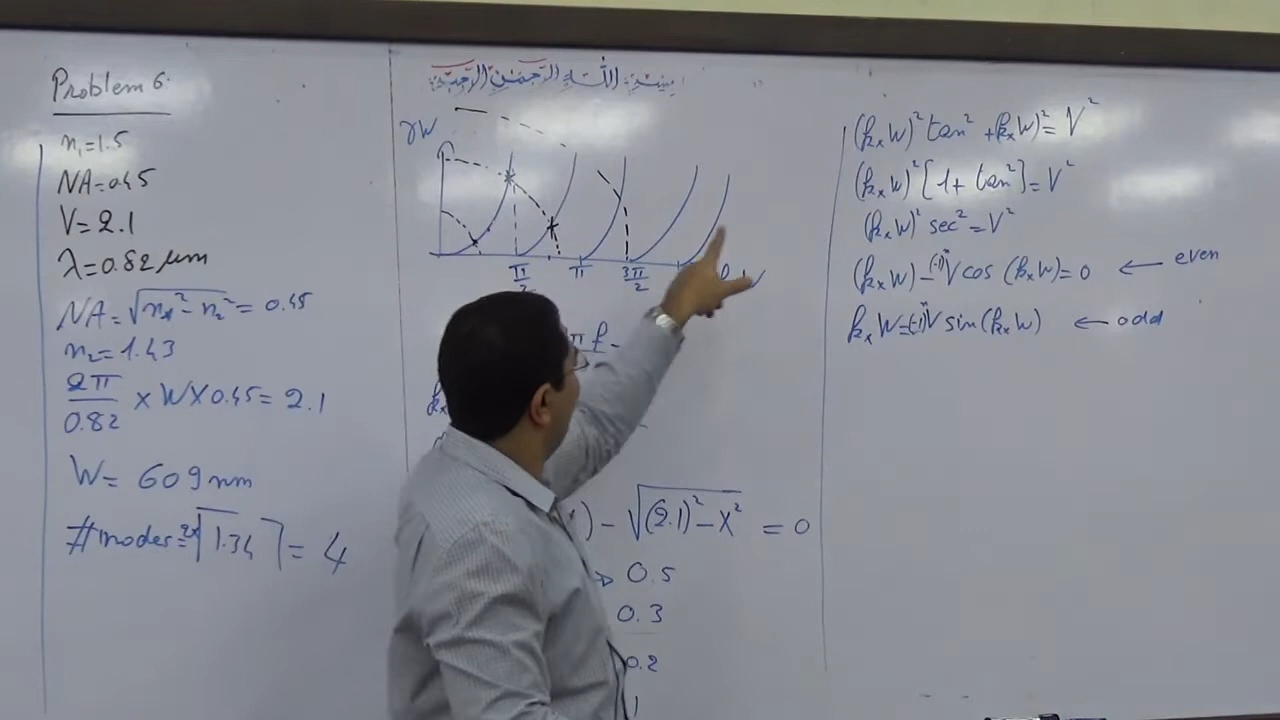 Problem 6:
n₁=1.5
NA=0.45
V=2.1
λ=0.82 μm
NA=√(n₁²-n₂²)=0.45
n₂=1.43
2π/0.82 × W × 0.45 = 2.1
W= 609 nm
#modes=2×⌈1.34⌉=4
بسم الله الرحمن الرحيم
γW
π/2 π 3π/2
) - √((2.1)²-X²) = 0
0.5
0.3
0.2
1
(kₓW)² tan² + (kₓW)² = V²
(kₓW)² [1+tan²] = V²
(kₓW)² sec² = V²
(kₓW) - (-1)ⁿ V cos (kₓW) = 0 ← even
kₓW = (-1)ⁿ V sin (kₓW) ← odd